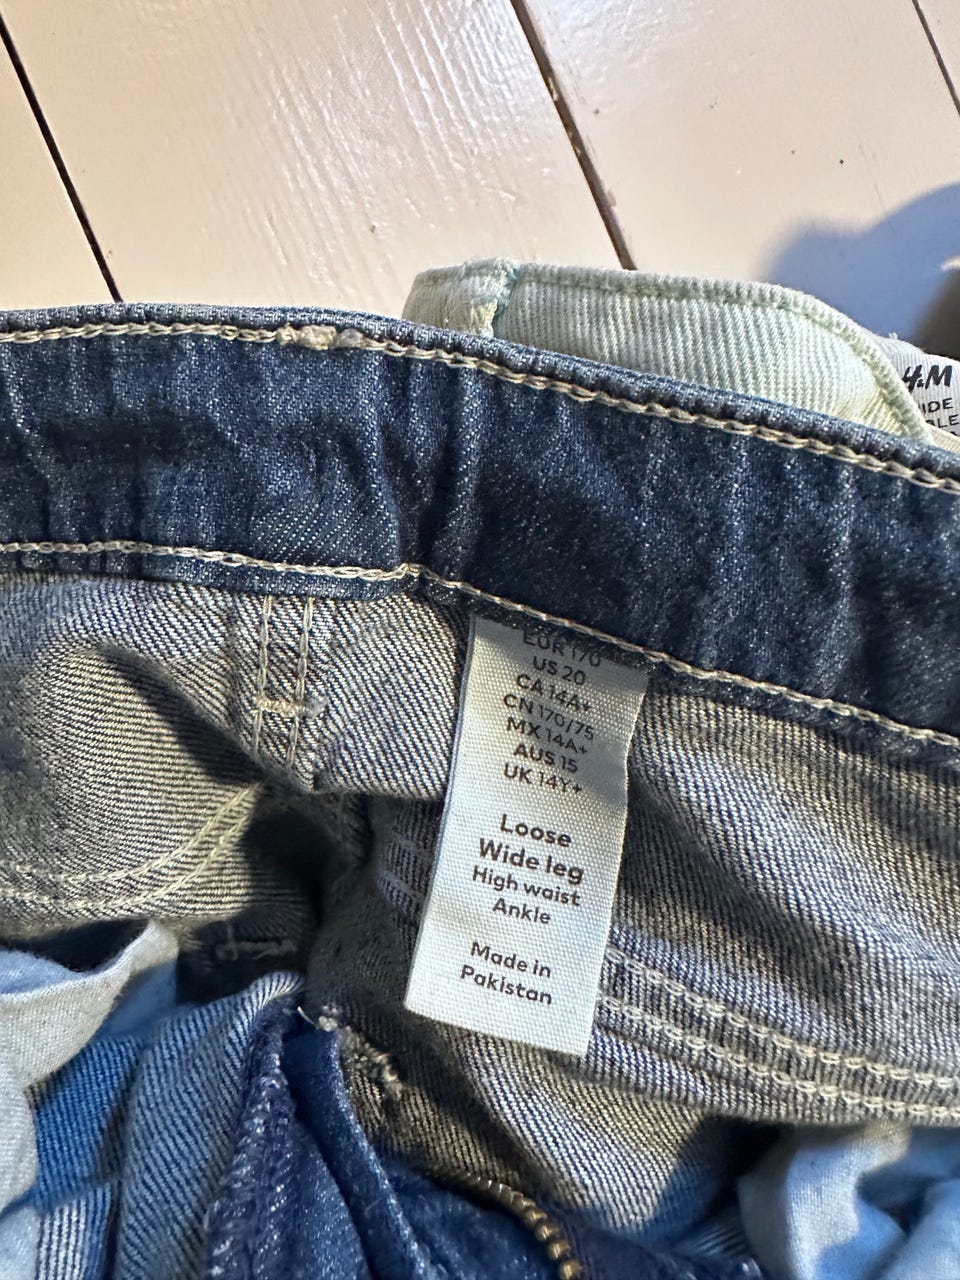 H&M
EUR 170
US 20
CA 14A+
CN 170/75
MX 14A+
AUS 15
UK 14Y+
Loose
Wide leg
High waist
Ankle
Made in
Pakistan